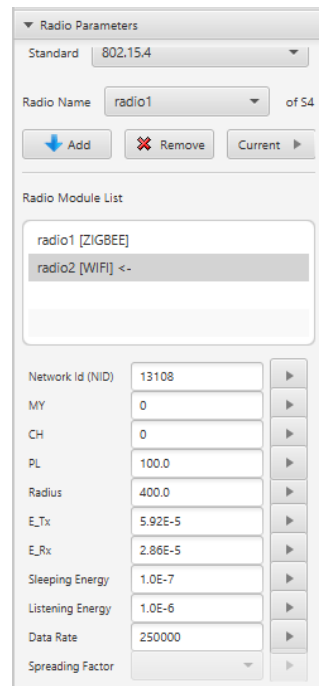 Radio Parameters
Standard 802.15.4
Radio Name radio1 of S4
Add Remove Current
Radio Module List
radio1 [ZIGBEE]
radio2 [WIFI] <-
Network Id (NID) 13108
MY 0
CH 0
PL 100.0
Radius 400.0
E_Tx 5.92E-5
E_Rx 2.86E-5
Sleeping Energy 1.0E-7
Listening Energy 1.0E-6
Data Rate 250000
Spreading Factor